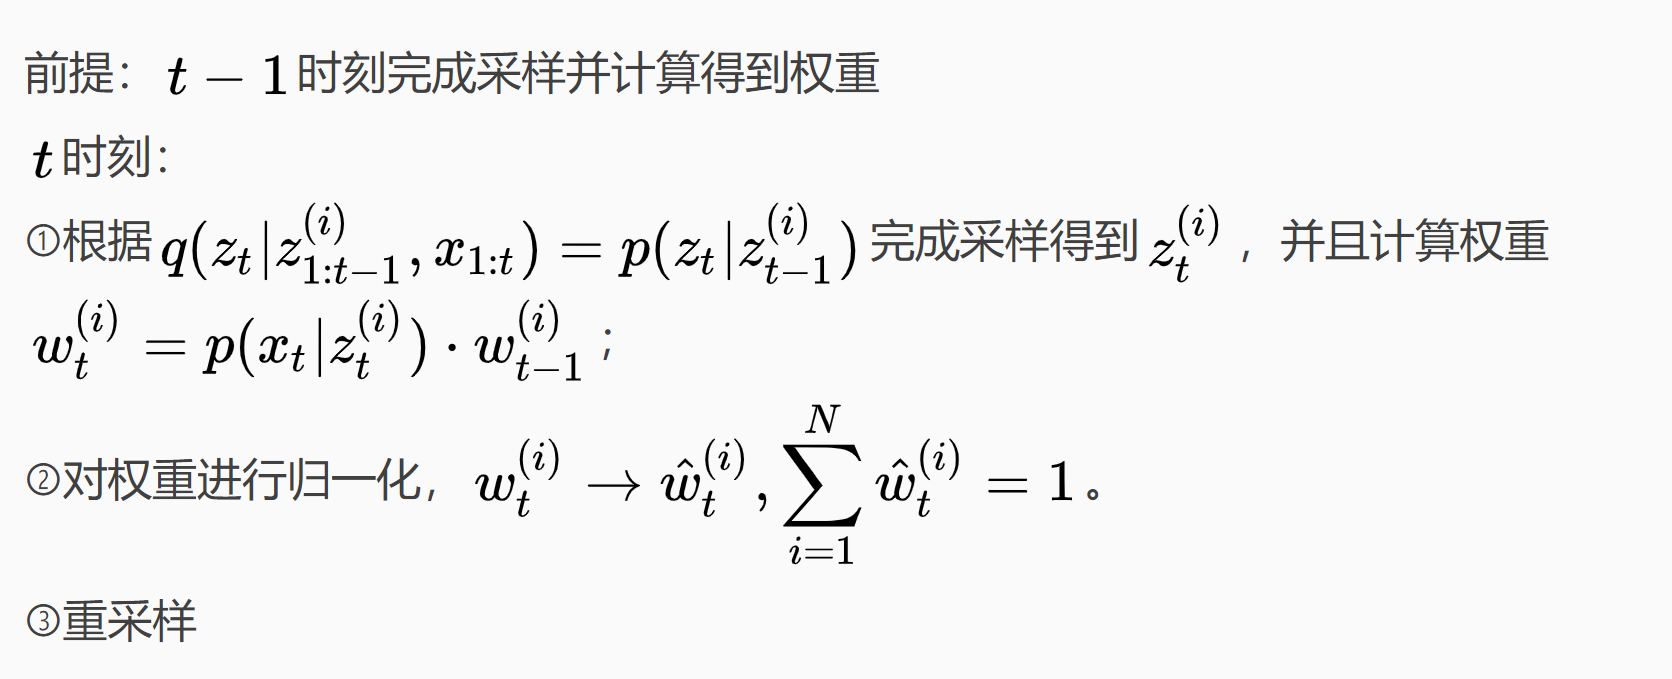 前提：$t-1$时刻完成采样并计算得到权重
$t$时刻：
①根据$q(z_t|z_{1:t-1}^{(i)},x_{1:t})=p(z_t|z_{t-1}^{(i)})$完成采样得到$z_t^{(i)}$，并且计算权重
$w_t^{(i)}=p(x_t|z_t^{(i)})\cdot w_{t-1}^{(i)}$；
②对权重进行归一化，$w_t^{(i)}\rightarrow \hat{w}_t^{(i)},\sum_{i=1}^{N}\hat{w}_t^{(i)}=1$。
③重采样